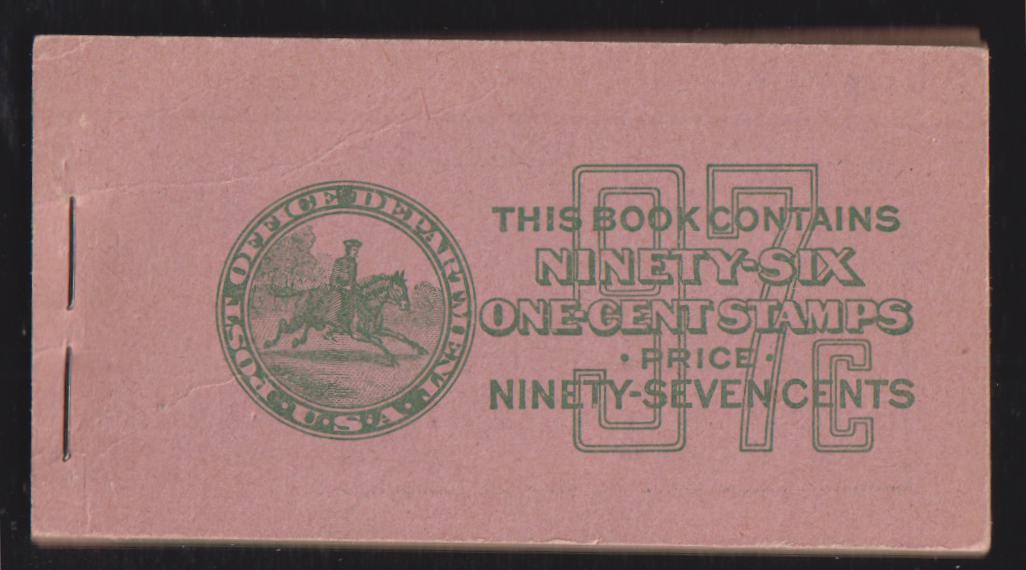 POST OFFICE DEPARTMENT
U.S.A.
97c
THIS BOOK CONTAINS
NINETY-SIX
ONE-CENT STAMPS
· PRICE ·
NINETY-SEVEN CENTS